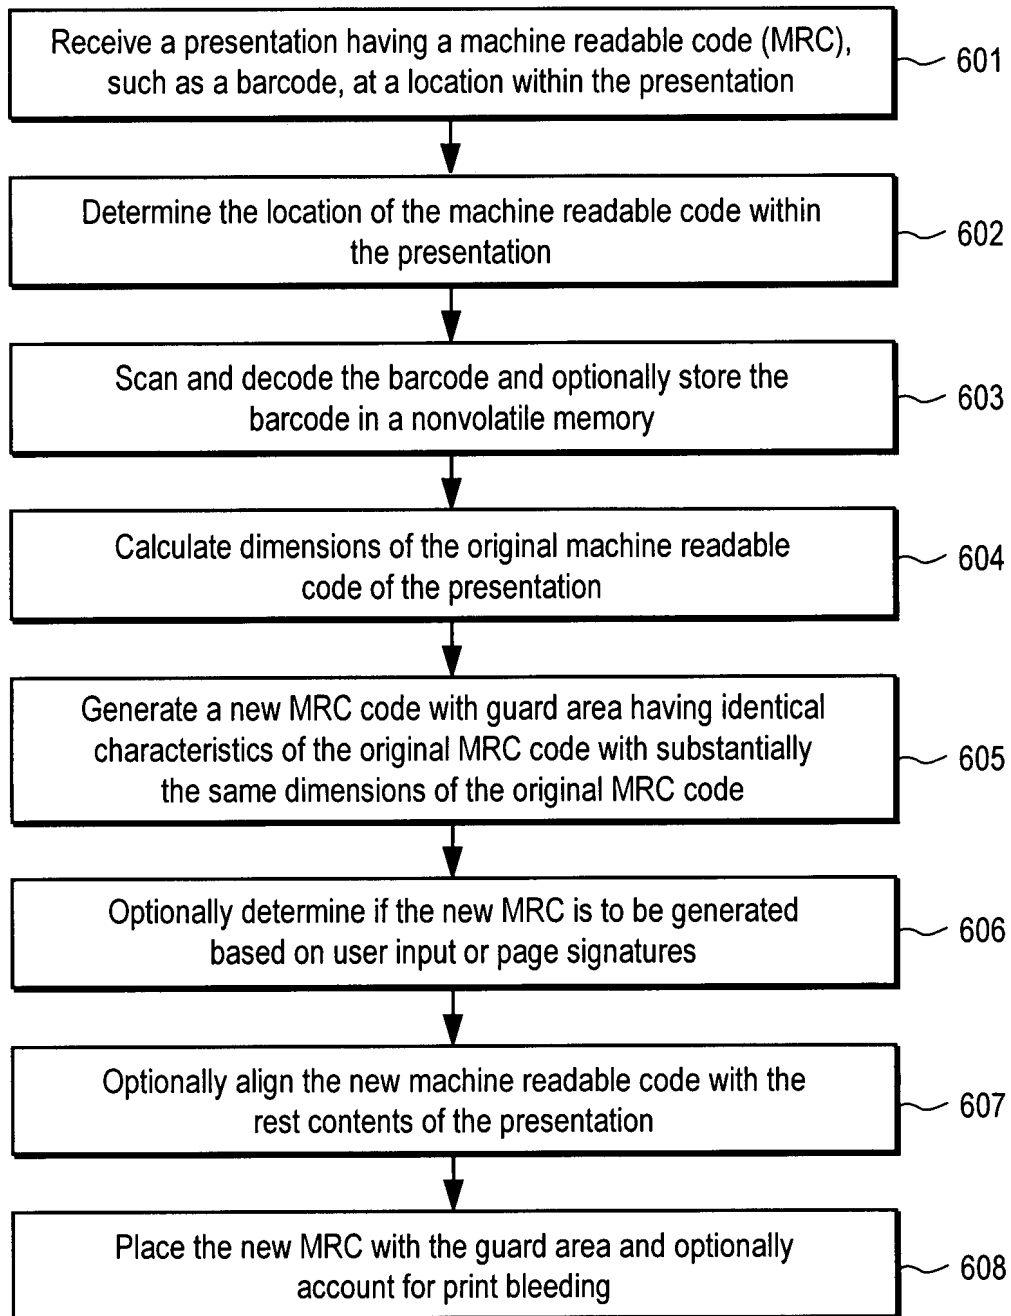 Receive a presentation having a machine readable code (MRC),
such as a barcode, at a location within the presentation
601
Determine the location of the machine readable code within
the presentation
602
Scan and decode the barcode and optionally store the
barcode in a nonvolatile memory
603
Calculate dimensions of the original machine readable
code of the presentation
604
Generate a new MRC code with guard area having identical
characteristics of the original MRC code with substantially
the same dimensions of the original MRC code
605
Optionally determine if the new MRC is to be generated
based on user input or page signatures
606
Optionally align the new machine readable code with the
rest contents of the presentation
607
Place the new MRC with the guard area and optionally
account for print bleeding
608